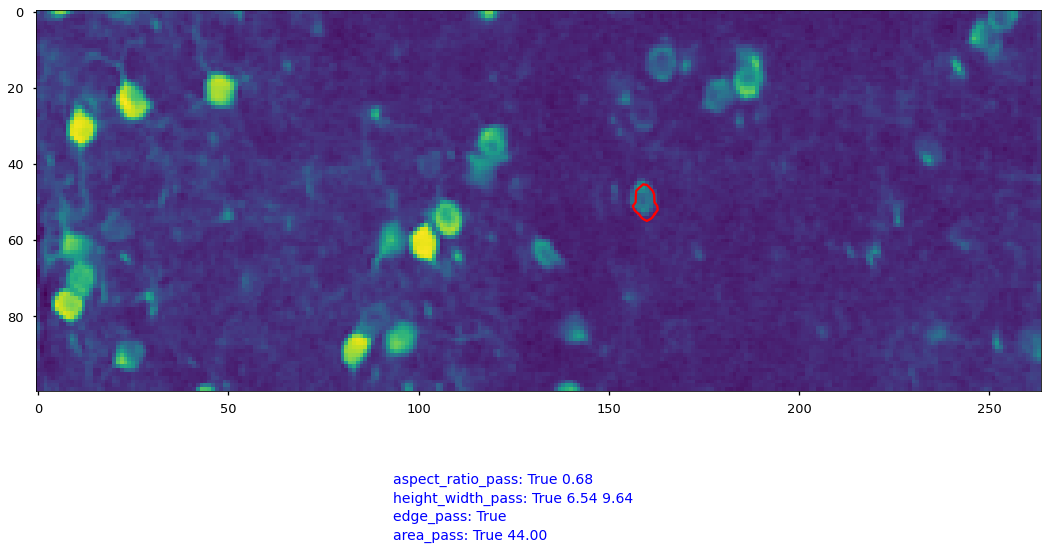 0
20
40
60
80
0 50 100 150 200 250
aspect_ratio_pass: True 0.68
height_width_pass: True 6.54 9.64
edge_pass: True
area_pass: True 44.00